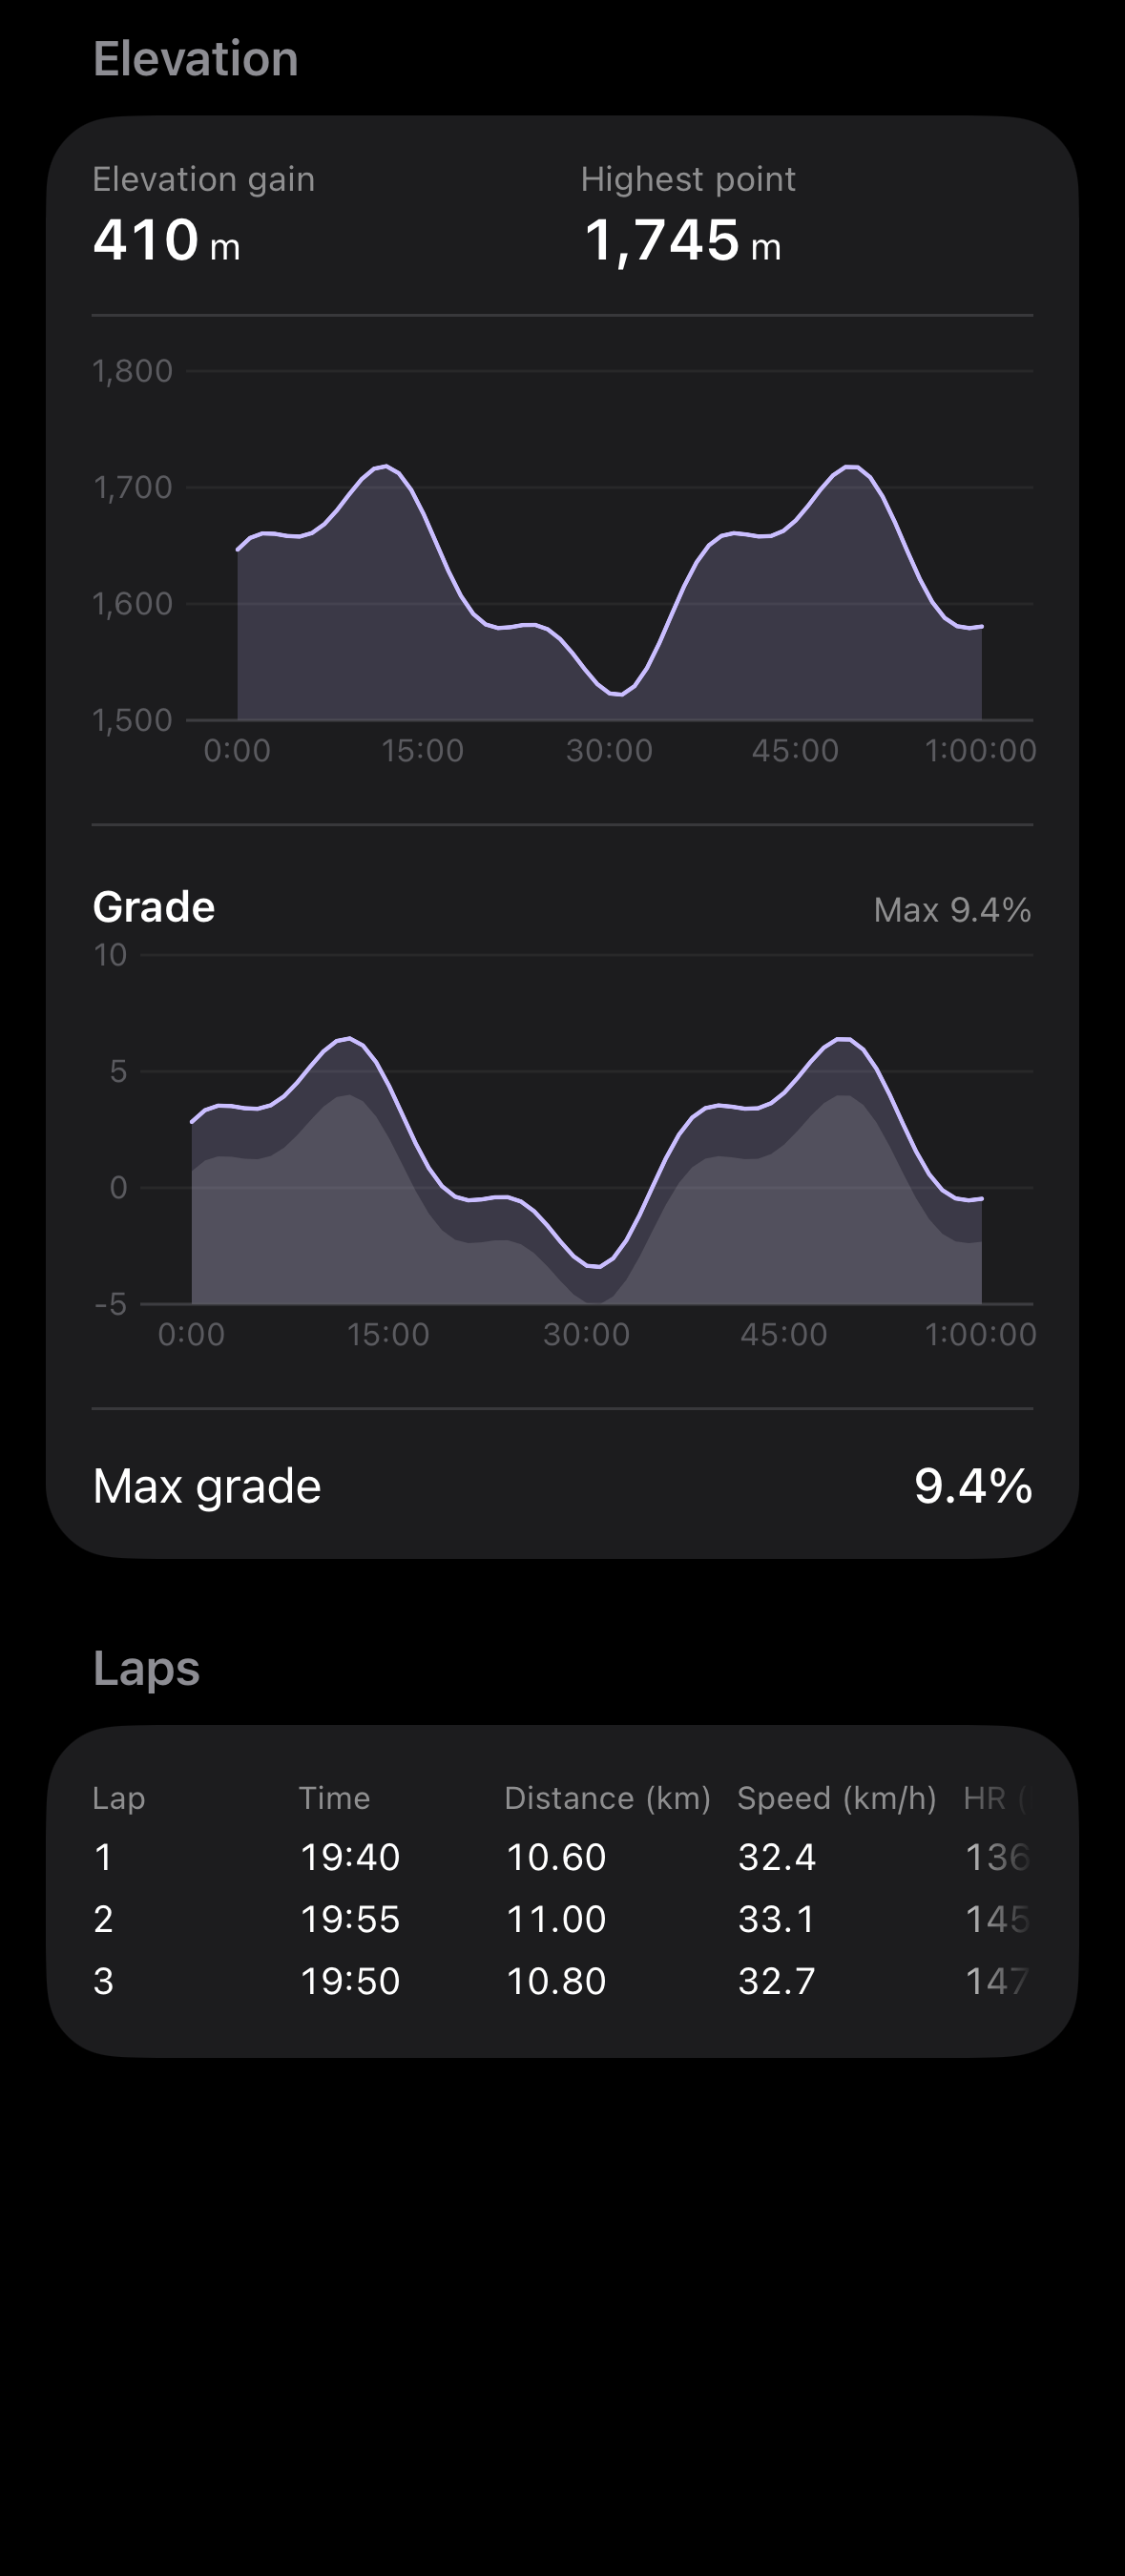 Elevation
Elevation gain Highest point
410 m 1,745 m
1,800
1,700
1,600
1,500
0:00 15:00 30:00 45:00 1:00:00
Grade Max 9.4%
10
5
0
-5
0:00 15:00 30:00 45:00 1:00:00
Max grade 9.4%
Laps
Lap Time Distance (km) Speed (km/h) HR (
1 19:40 10.60 32.4 136
2 19:55 11.00 33.1 145
3 19:50 10.80 32.7 147